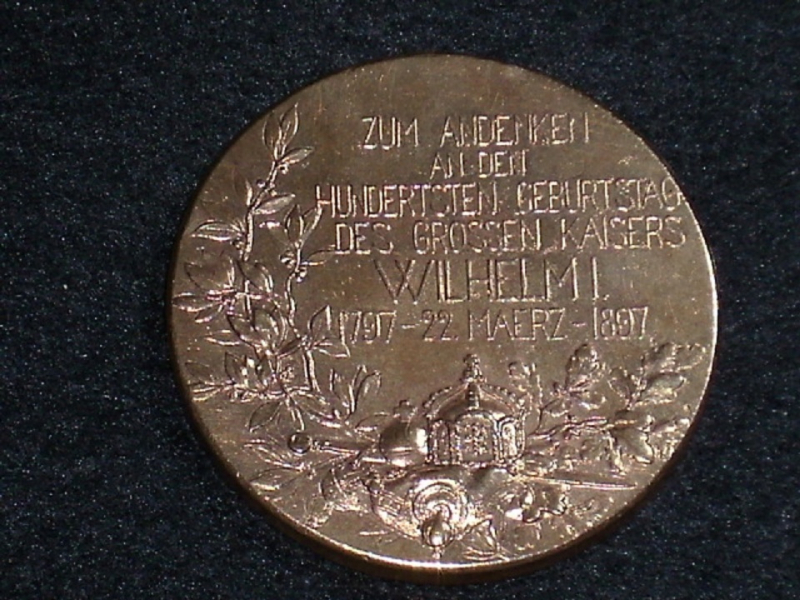 ZUM ANDENKEN
AN DEN
HUNDERTSTEN GEBURTSTAG
DES GROSSEN KAISERS
WILHELM I.
1797 - 22. MAERZ - 1897